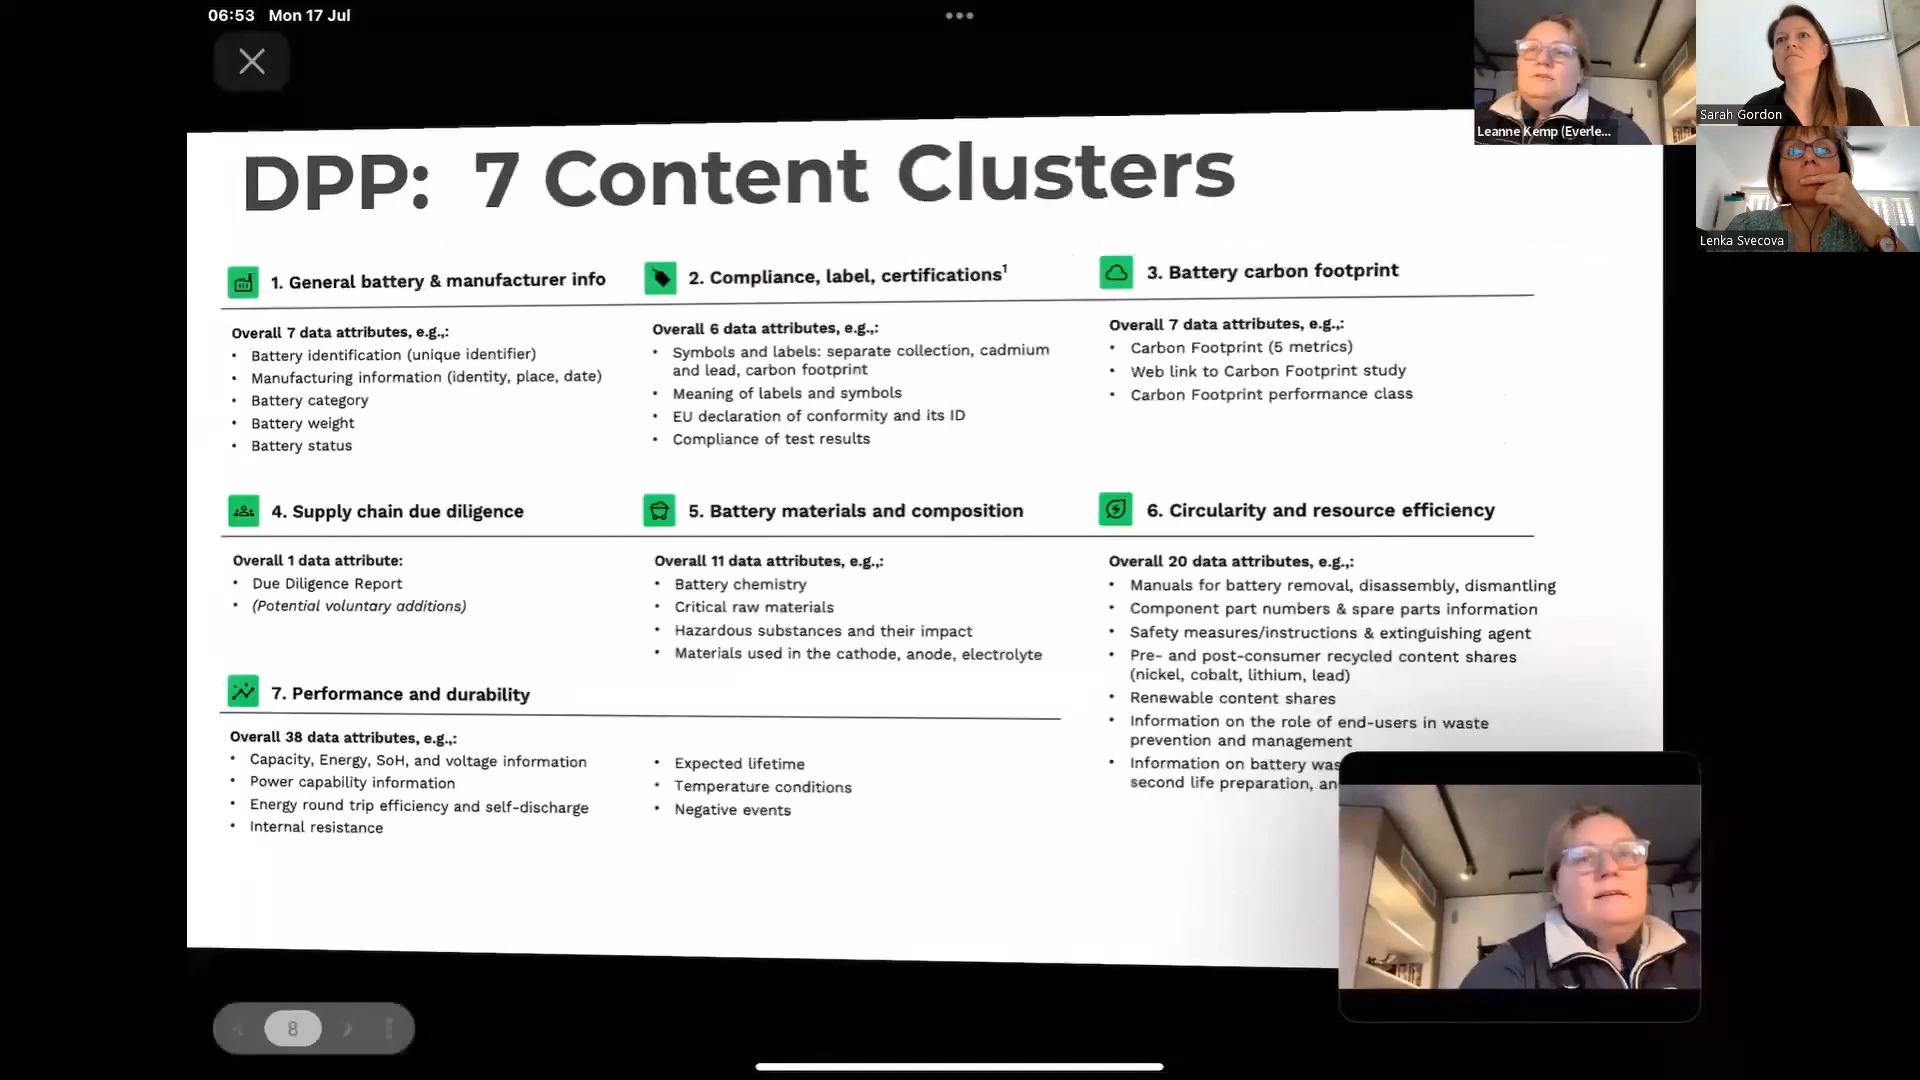 06:53 Mon 17 Jul
Leanne Kemp (Everle...
Sarah Gordon
Lenka Svecova
DPP: 7 Content Clusters
1. General battery & manufacturer info
Overall 7 data attributes, e.g.,:
• Battery identification (unique identifier)
• Manufacturing information (identity, place, date)
• Battery category
• Battery weight
• Battery status
2. Compliance, label, certifications¹
Overall 6 data attributes, e.g.,:
• Symbols and labels: separate collection, cadmium
and lead, carbon footprint
• Meaning of labels and symbols
• EU declaration of conformity and its ID
• Compliance of test results
3. Battery carbon footprint
Overall 7 data attributes, e.g.,:
• Carbon Footprint (5 metrics)
• Web link to Carbon Footprint study
• Carbon Footprint performance class
4. Supply chain due diligence
Overall 1 data attribute:
• Due Diligence Report
• (Potential voluntary additions)
5. Battery materials and composition
Overall 11 data attributes, e.g.,:
• Battery chemistry
• Critical raw materials
• Hazardous substances and their impact
• Materials used in the cathode, anode, electrolyte
6. Circularity and resource efficiency
Overall 20 data attributes, e.g.,:
• Manuals for battery removal, disassembly, dismantling
• Component part numbers & spare parts information
• Safety measures/instructions & extinguishing agent
• Pre- and post-consumer recycled content shares
(nickel, cobalt, lithium, lead)
• Renewable content shares
• Information on the role of end-users in waste
prevention and management
• Information on battery was
second life preparation, an
7. Performance and durability
Overall 38 data attributes, e.g.,:
• Capacity, Energy, SoH, and voltage information
• Power capability information
• Energy round trip efficiency and self-discharge
• Internal resistance
• Expected lifetime
• Temperature conditions
• Negative events
8